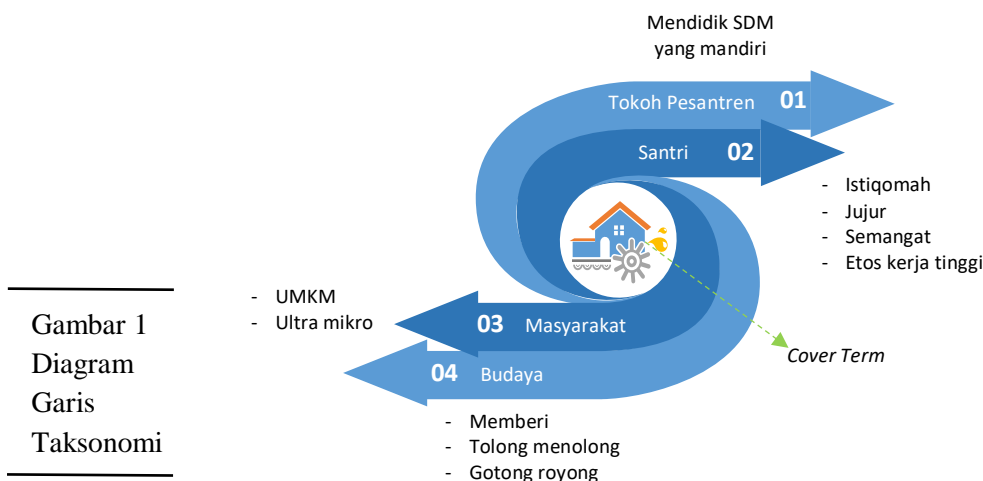 Mendidik SDM
yang mandiri
Tokoh Pesantren 01
Santri 02
- Istiqomah
- Jujur
- Semangat
- Etos kerja tinggi
- UMKM
- Ultra mikro
03 Masyarakat
04 Budaya
Cover Term
- Memberi
- Tolong menolong
- Gotong royong
Gambar 1
Diagram
Garis
Taksonomi